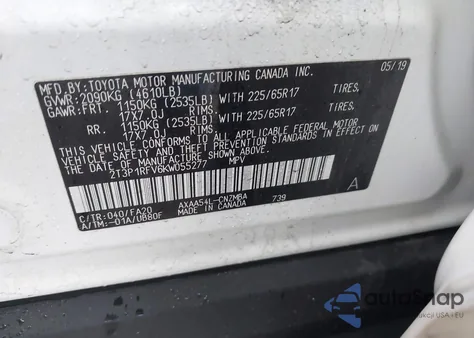 MFD. BY: TOYOTA MOTOR MANUFACTURING CANADA INC. 05/19
GVWR: 2090KG (4610LB)
GAWR: FRT. 1150KG (2535LB) WITH 225/65R17 TIRES,
17X7.0J RIMS
RR. 1150KG (2535LB) WITH 225/65R17 TIRES,
17X7.0J RIMS
THIS VEHICLE CONFORMS TO ALL APPLICABLE FEDERAL MOTOR
VEHICLE SAFETY AND THEFT PREVENTION STANDARDS IN EFFECT ON
THE DATE OF MANUFACTURE SHOWN ABOVE.
2T3P1RFV6KW055277 MPV
A
C/TR: 040/FA20 AXAA54L-CNZMBA 739
A/TM: -01A/UB80F MADE IN CANADA
autoSnap
aukcji USA i EU